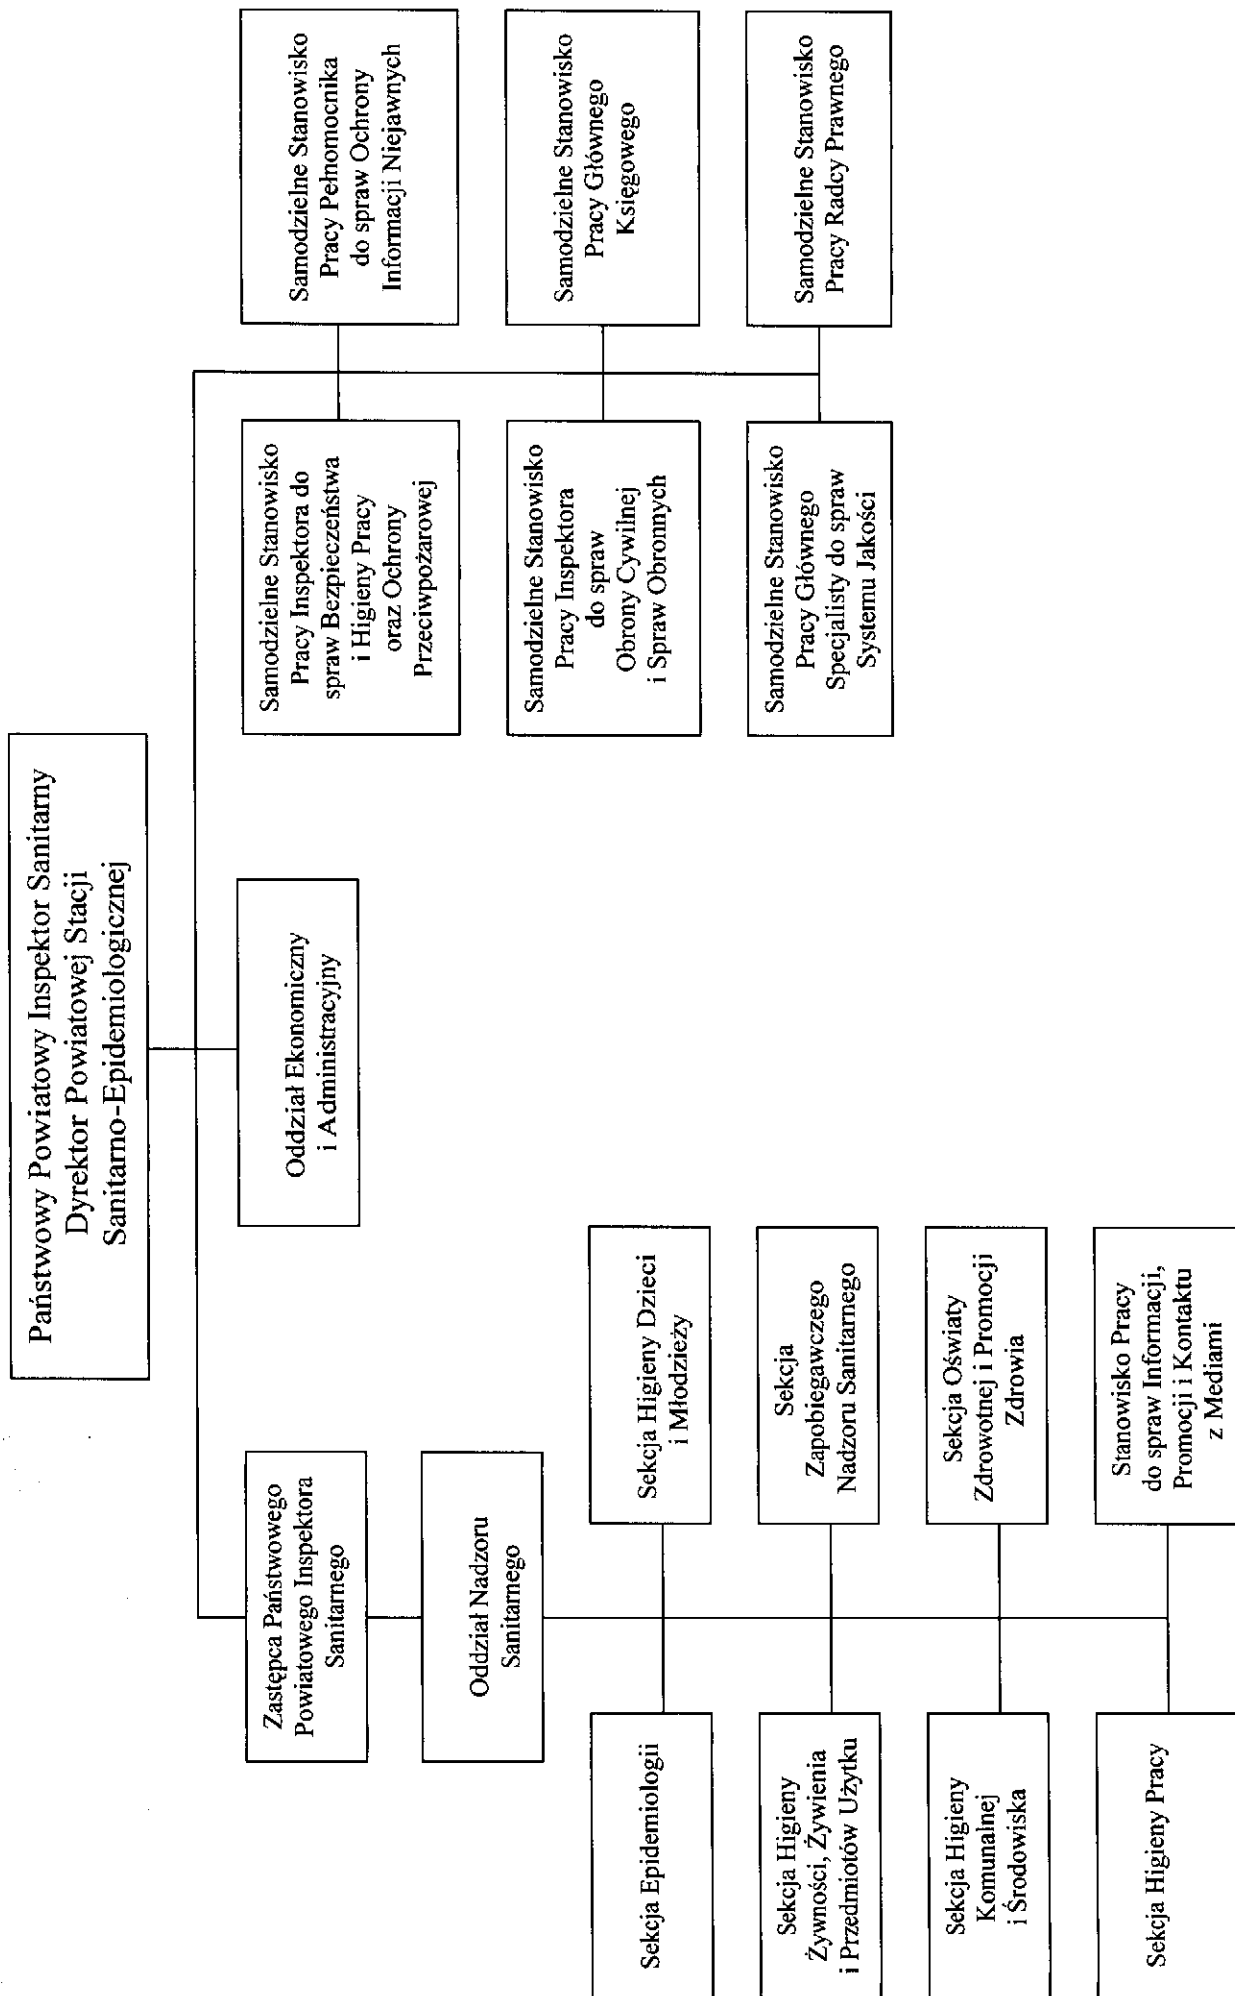 Państwowy Powiatowy Inspektor Sanitarny
Dyrektor Powiatowej Stacji
Sanitarno-Epidemiologicznej
Zastępca Państwowego
Powiatowego Inspektora
Sanitarnego
Oddział Nadzoru
Sanitarnego
Sekcja Epidemiologii
Sekcja Higieny Dzieci
i Młodzieży
Sekcja Higieny
Żywności, Żywienia
i Przedmiotów Użytku
Sekcja
Zapobiegawczego
Nadzoru Sanitarnego
Sekcja Higieny
Komunalnej
i Środowiska
Sekcja Oświaty
Zdrowotnej i Promocji
Zdrowia
Sekcja Higieny Pracy
Stanowisko Pracy
do spraw Informacji,
Promocji i Kontaktu
z Mediami
Oddział Ekonomiczny
i Administracyjny
Samodzielne Stanowisko
Pracy Inspektora do
spraw Bezpieczeństwa
i Higieny Pracy
oraz Ochrony
Przeciwpożarowej
Samodzielne Stanowisko
Pracy Pełnomocnika
do spraw Ochrony
Informacji Niejawnych
Samodzielne Stanowisko
Pracy Inspektora
do spraw
Obrony Cywilnej
i Spraw Obronnych
Samodzielne Stanowisko
Pracy Głównego
Księgowego
Samodzielne Stanowisko
Pracy Głównego
Specjalisty do spraw
Systemu Jakości
Samodzielne Stanowisko
Pracy Radcy Prawnego